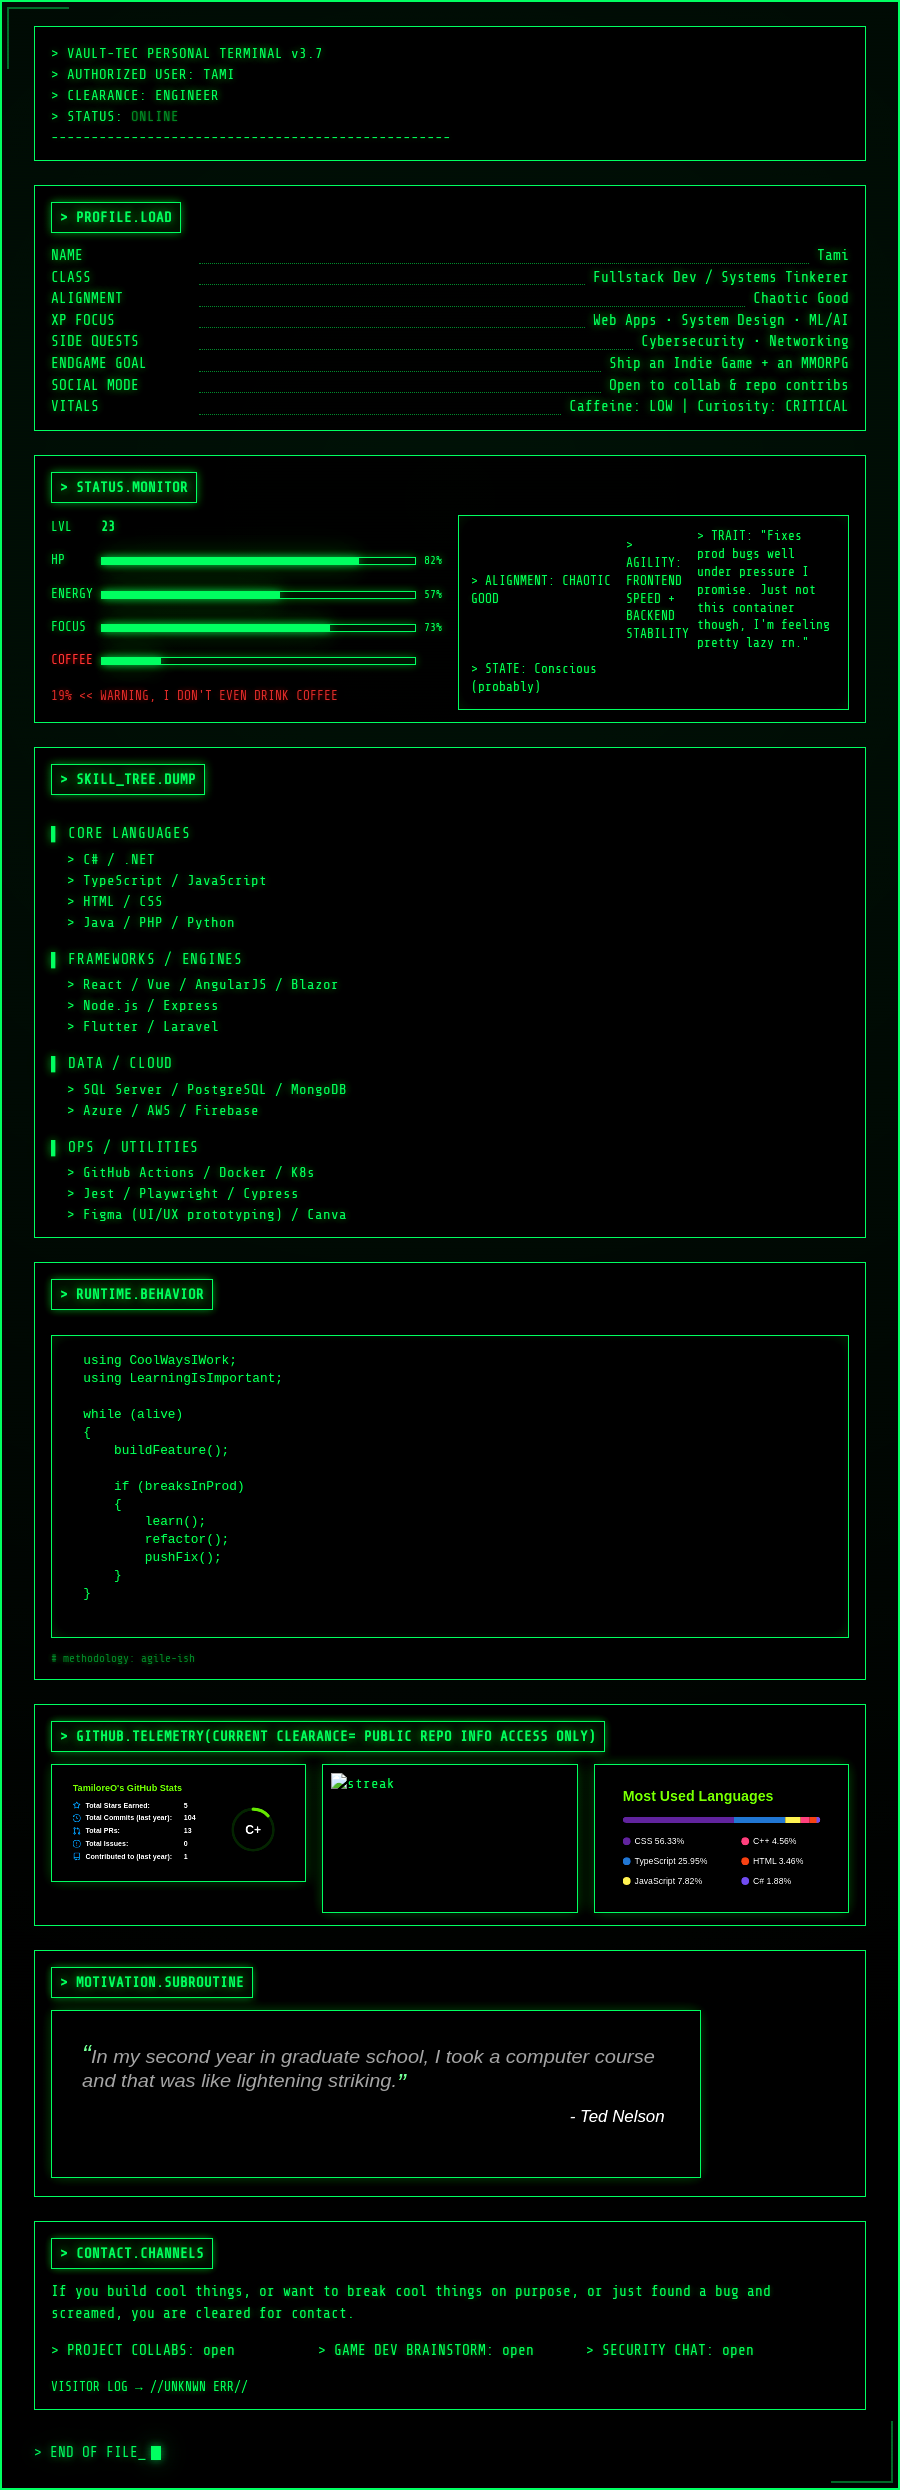 > VAULT-TEC PERSONAL TERMINAL v3.7
> AUTHORIZED USER: TAMI
> CLEARANCE: ENGINEER
> STATUS: ONLINE
--------------------------------------------------
> PROFILE.LOAD
NAME Tami
CLASS Fullstack Dev / Systems Tinkerer
ALIGNMENT Chaotic Good
XP FOCUS Web Apps · System Design · ML/AI
SIDE QUESTS Cybersecurity · Networking
ENDGAME GOAL Ship an Indie Game + an MMORPG
SOCIAL MODE Open to collab & repo contribs
VITALS Caffeine: LOW | Curiosity: CRITICAL
> STATUS.MONITOR
LVL 23
HP 82%
ENERGY 57%
FOCUS 73%
COFFEE
19% << WARNING, I DON'T EVEN DRINK COFFEE
> ALIGNMENT: CHAOTIC
GOOD
>
AGILITY:
FRONTEND
SPEED +
BACKEND
STABILITY
> TRAIT: "Fixes
prod bugs well
under pressure I
promise. Just not
this container
though, I'm feeling
pretty lazy rn."
> STATE: Conscious
(probably)
> SKILL_TREE.DUMP
CORE LANGUAGES
> C# / .NET
> TypeScript / JavaScript
> HTML / CSS
> Java / PHP / Python
FRAMEWORKS / ENGINES
> React / Vue / AngularJS / Blazor
> Node.js / Express
> Flutter / Laravel
DATA / CLOUD
> SQL Server / PostgreSQL / MongoDB
> Azure / AWS / Firebase
OPS / UTILITIES
> GitHub Actions / Docker / K8s
> Jest / Playwright / Cypress
> Figma (UI/UX prototyping) / Canva
> RUNTIME.BEHAVIOR
using CoolWaysIWork;
using LearningIsImportant;
while (alive)
{
buildFeature();
if (breaksInProd)
{
learn();
refactor();
pushFix();
}
}
# methodology: agile-ish
> GITHUB.TELEMETRY(CURRENT CLEARANCE= PUBLIC REPO INFO ACCESS ONLY)
TamiloreO's GitHub Stats
Total Stars Earned: 5
Total Commits (last year): 104
Total PRs: 13
Total Issues: 0
Contributed to (last year): 1
C+
streak
Most Used Languages
CSS 56.33%
TypeScript 25.95%
JavaScript 7.82%
C++ 4.56%
HTML 3.46%
C# 1.88%
> MOTIVATION.SUBROUTINE
“In my second year in graduate school, I took a computer course
and that was like lightening striking.”
- Ted Nelson
> CONTACT.CHANNELS
If you build cool things, or want to break cool things on purpose, or just found a bug and
screamed, you are cleared for contact.
> PROJECT COLLABS: open > GAME DEV BRAINSTORM: open > SECURITY CHAT: open
VISITOR LOG → //UNKNWN ERR//
> END OF FILE_